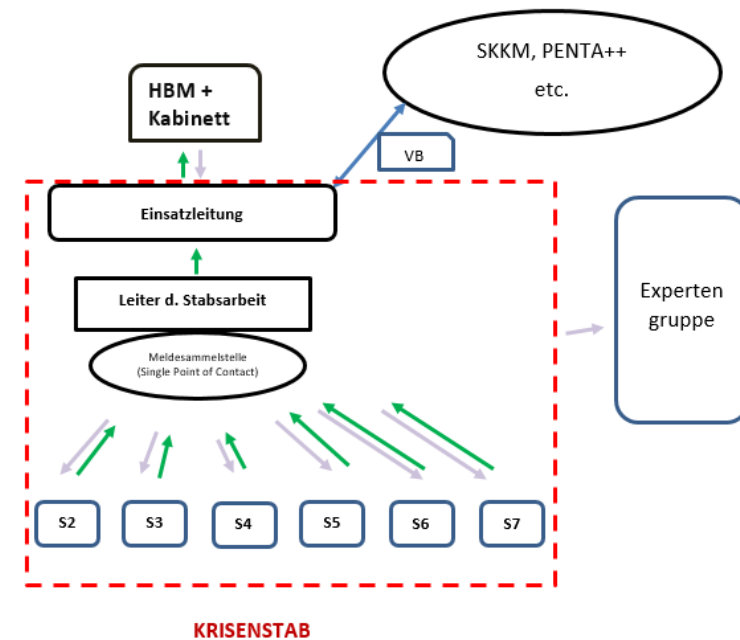 SKKM, PENTA++
etc.
HBM +
Kabinett
VB
Einsatzleitung
Leiter d. Stabsarbeit
Meldesammelstelle
(Single Point of Contact)
Experten
gruppe
S2
S3
S4
S5
S6
S7
KRISENSTAB